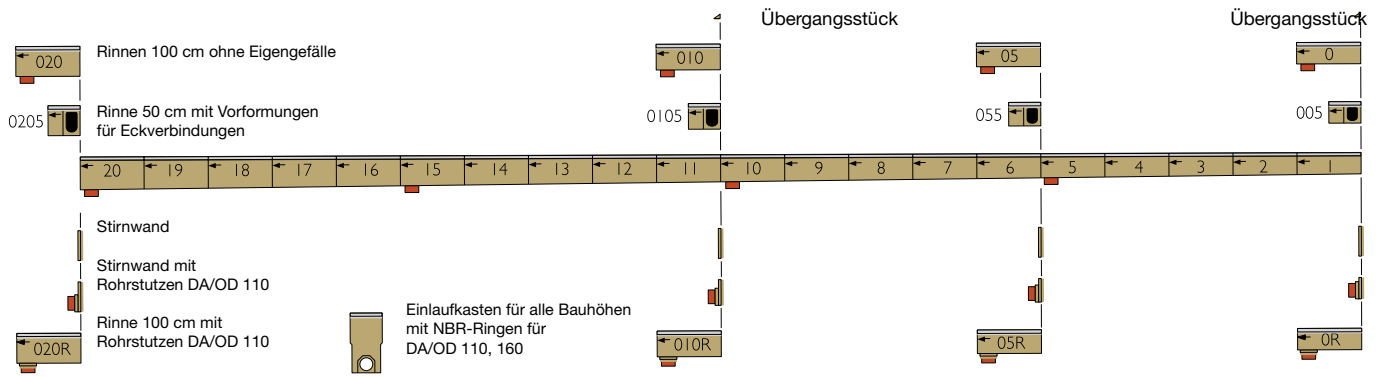 Übergangsstück Übergangsstück
020 Rinnen 100 cm ohne Eigengefälle 010 05 0
0205 Rinne 50 cm mit Vorformungen 0105 055 005
für Eckverbindungen
20 19 18 17 16 15 14 13 12 11 10 9 8 7 6 5 4 3 2 1
Stirnwand
Stirnwand mit
Rohrstutzen DA/OD 110
Rinne 100 cm mit
Rohrstutzen DA/OD 110
020R
Einlaufkasten für alle Bauhöhen
mit NBR-Ringen für
DA/OD 110, 160
010R 05R 0R